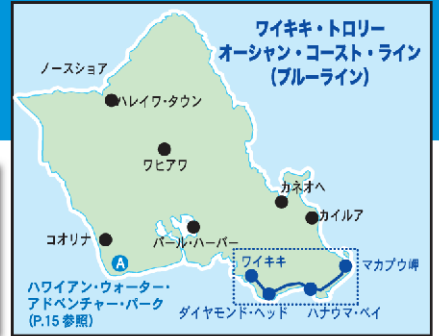 ワイキキ・トロリー
オーシャン・コースト・ライン
(ブルーライン)
ノースショア
ハレイワ・タウン
ワヒアワ
カネオヘ
カイルア
コオリナ
パール・ハーバー
A
ワイキキ
マカプウ岬
ハワイアン・ウォーター・
アドベンチャー・パーク
(P.15 参照)
ダイヤモンド・ヘッド
ハナウマ・ベイ